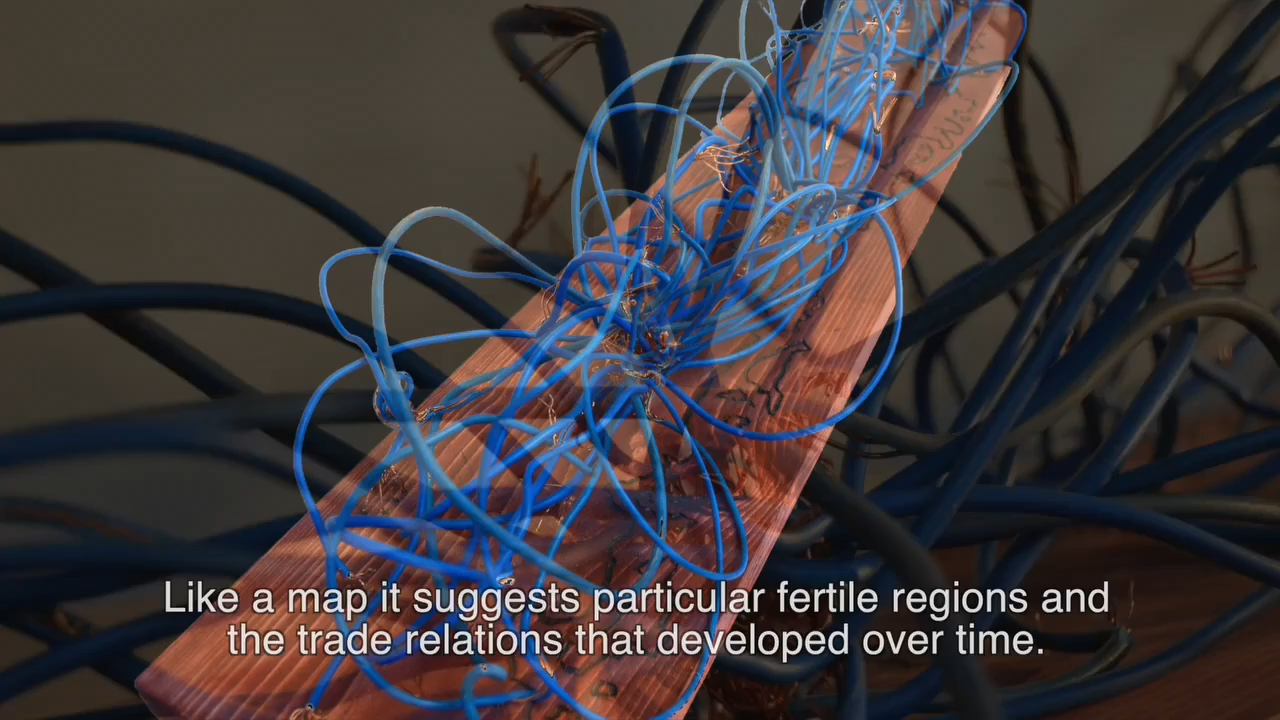 Like a map it suggests particular fertile regions and
the trade relations that developed over time.